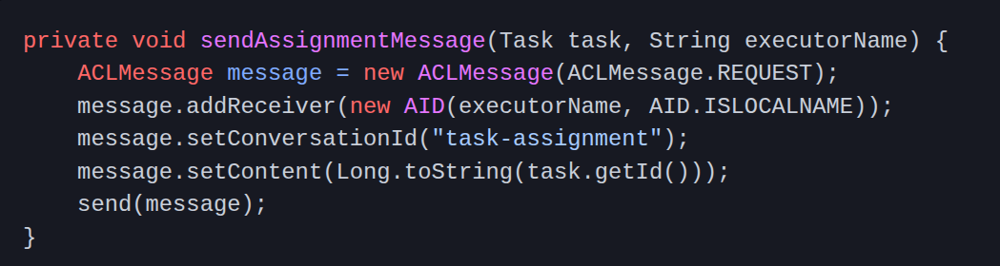 private void sendAssignmentMessage(Task task, String executorName) {
    ACLMessage message = new ACLMessage(ACLMessage.REQUEST);
    message.addReceiver(new AID(executorName, AID.ISLOCALNAME));
    message.setConversationId("task-assignment");
    message.setContent(Long.toString(task.getId()));
    send(message);
}